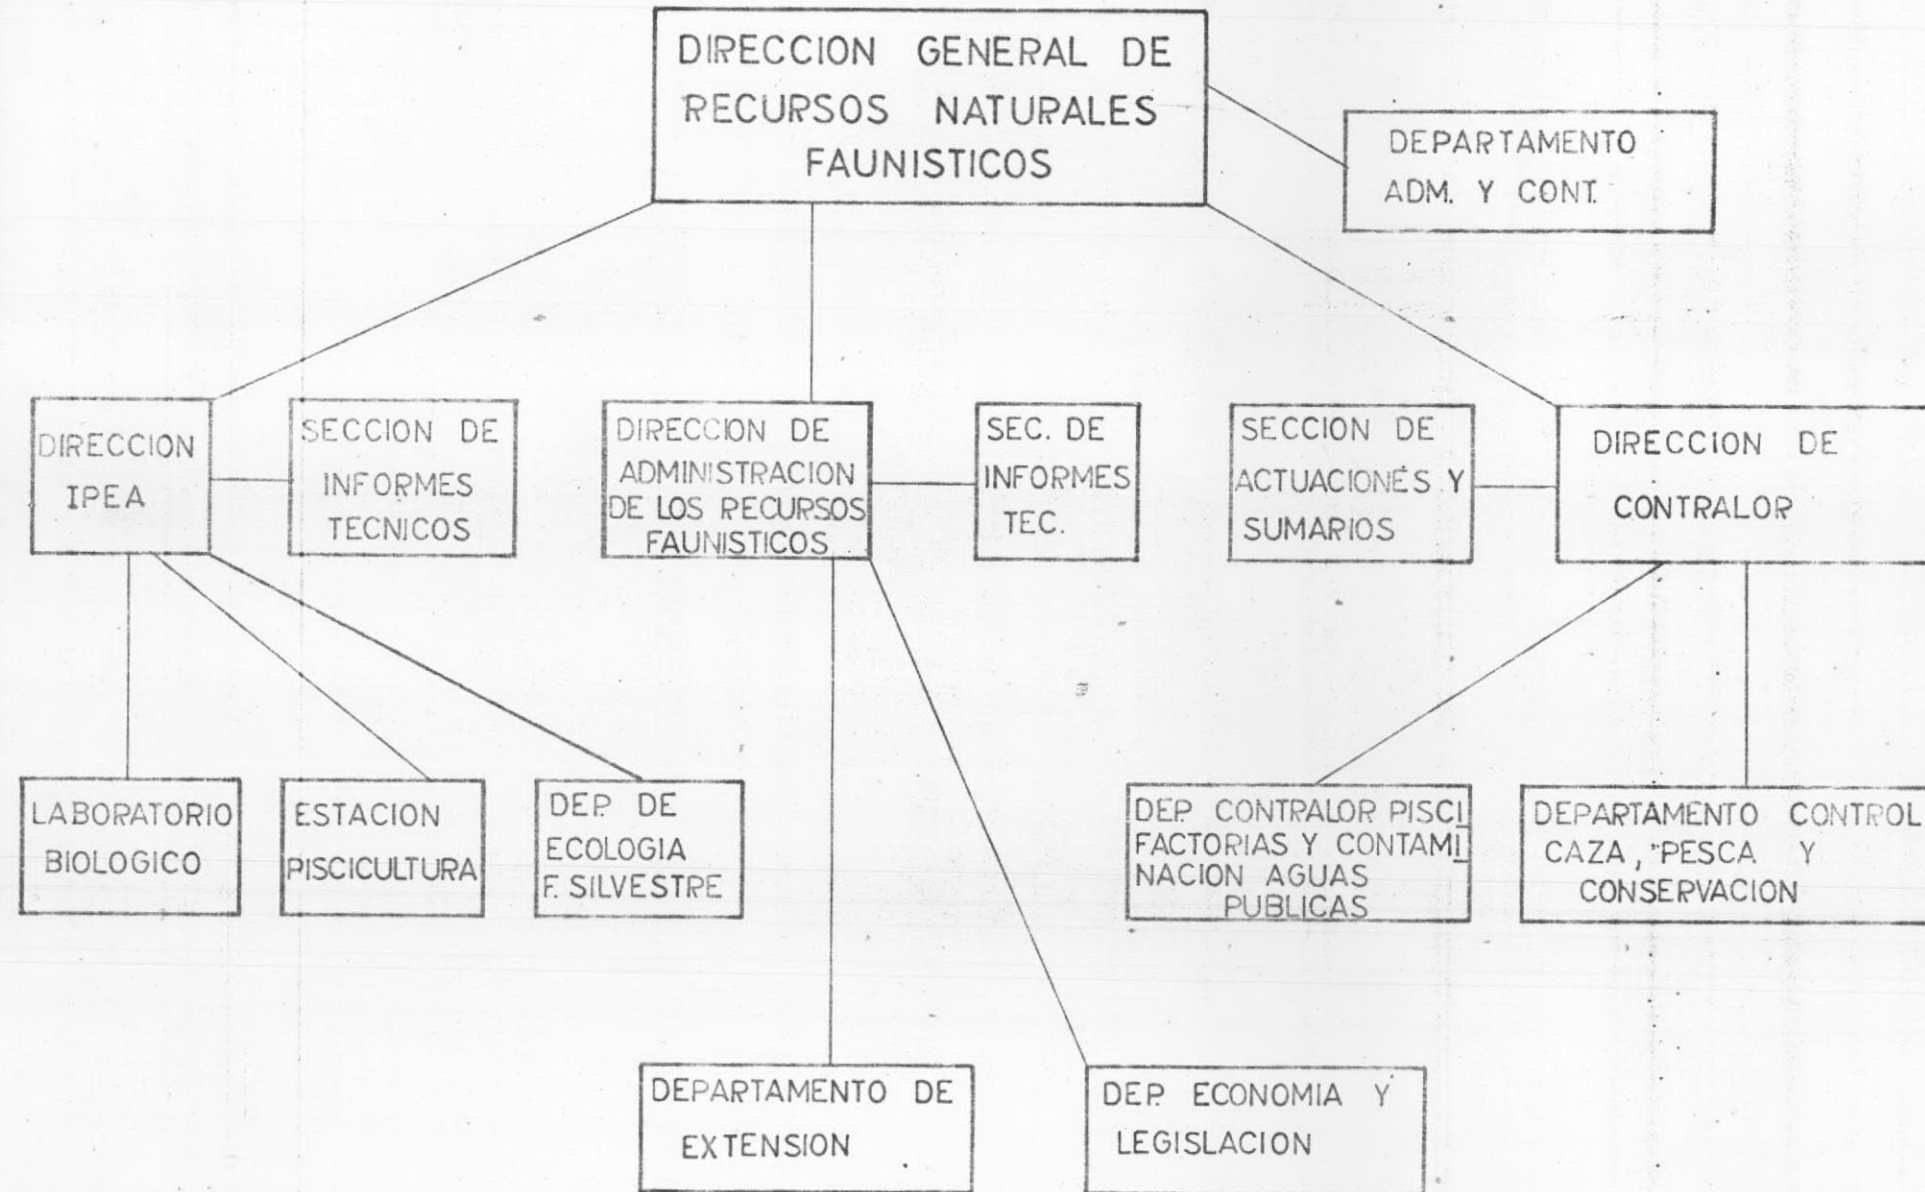 DIRECCION GENERAL DE
RECURSOS NATURALES
FAUNISTICOS
DEPARTAMENTO
ADM. Y CONT.
DIRECCION
IPEA
SECCION DE
INFORMES
TECNICOS
DIRECCION DE
ADMINISTRACION
DE LOS RECURSOS
FAUNISTICOS
SEC. DE
INFORMES
TEC.
SECCION DE
ACTUACIONES Y
SUMARIOS
DIRECCION DE
CONTRALOR
LABORATORIO
BIOLOGICO
ESTACION
PISCICULTURA
DEP. DE
ECOLOGIA
F. SILVESTRE
DEP. CONTRALOR PISCI
FACTORIAS Y CONTAMI
NACION AGUAS
PUBLICAS
DEPARTAMENTO CONTROL
CAZA, PESCA Y
CONSERVACION
DEPARTAMENTO DE
EXTENSION
DEP. ECONOMIA Y
LEGISLACION